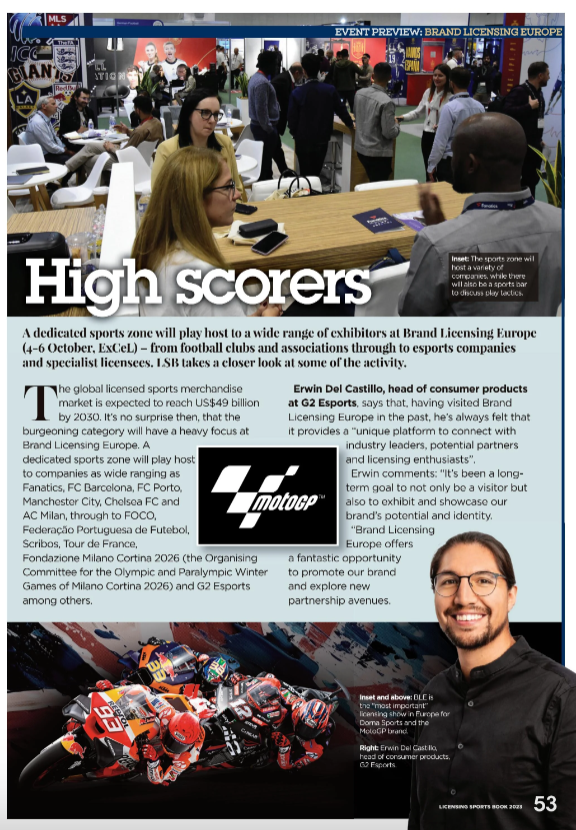 MLS
EVENT PREVIEW: BRAND LICENSING EUROPE
GIANTS
Inset: The sports zone will
host a variety of
companies, while there
will also be a sports bar
to discuss play tactics.
High scorers
A dedicated sports zone will play host to a wide range of exhibitors at Brand Licensing Europe
(4-6 October, ExCeL) – from football clubs and associations through to esports companies
and specialist licensees. LSB takes a closer look at some of the activity.
The global licensed sports merchandise
market is expected to reach US$49 billion
by 2030. It's no surprise then, that the
burgeoning category will have a heavy focus at
Brand Licensing Europe. A
dedicated sports zone will play host
to companies as wide ranging as
Fanatics, FC Barcelona, FC Porto,
Manchester City, Chelsea FC and
AC Milan, through to FOCO,
Federação Portuguesa de Futebol,
Scribos, Tour de France,
Fondazione Milano Cortina 2026 (the Organising
Committee for the Olympic and Paralympic Winter
Games of Milano Cortina 2026) and G2 Esports
among others.
Erwin Del Castillo, head of consumer products
at G2 Esports, says that, having visited Brand
Licensing Europe in the past, he's always felt that
it provides a “unique platform to connect with
industry leaders, potential partners
and licensing enthusiasts”.
Erwin comments: “It's been a long-
term goal to not only be a visitor but
also to exhibit and showcase our
brand's potential and identity.
“Brand Licensing
Europe offers
a fantastic opportunity
to promote our brand
and explore new
partnership avenues.
MotoGP™
93
Inset and above: BLE is
the “most important”
licensing show in Europe for
Dorna Sports and the
MotoGP brand.
Right: Erwin Del Castillo,
head of consumer products,
G2 Esports.
LICENSING SPORTS BOOK 2023 53